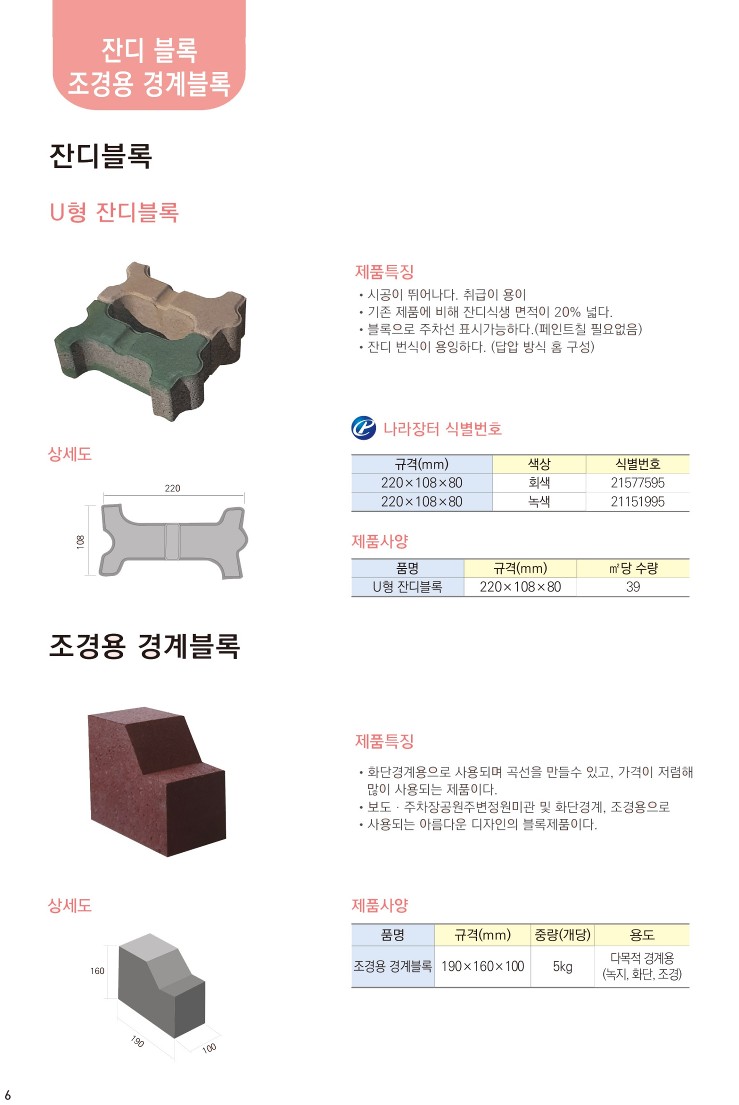 잔디 블록
조경용 경계블록
잔디블록
U형 잔디블록
제품특징
• 시공이 뛰어나다. 취급이 용이
• 기존 제품에 비해 잔디식생 면적이 20% 넓다.
• 블록으로 주차선 표시가능하다.(페인트칠 필요없음)
• 잔디 번식이 용잉하다. (답압 방식 홈 구성)
나라장터 식별번호
규격(mm) 색상 식별번호
220×108×80 회색 21577595
220×108×80 녹색 21151995
상세도
220
108
제품사양
품명 규격(mm) ㎡당 수량
U형 잔디블록 220×108×80 39
조경용 경계블록
제품특징
• 화단경계용으로 사용되며 곡선을 만들수 있고, 가격이 저렴해
많이 사용되는 제품이다.
• 보도 · 주차장공원주변정원미관 및 화단경계, 조경용으로
• 사용되는 아름다운 디자인의 블록제품이다.
상세도
160
190
100
제품사양
품명 규격(mm) 중량(개당) 용도
조경용 경계블록 190×160×100 5kg 다목적 경계용
(녹지, 화단, 조경)
6